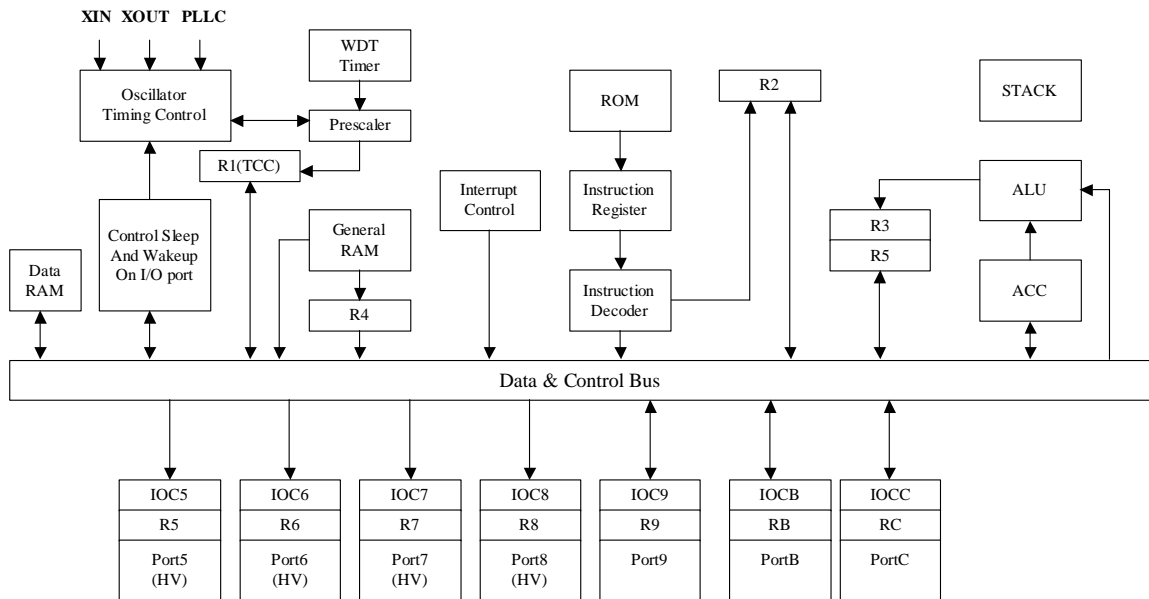 XIN XOUT PLLC
WDT
Timer
Oscillator
Timing Control
Prescaler
R1(TCC)
ROM
R2
STACK
Interrupt
Control
Instruction
Register
ALU
General
RAM
R3
R5
Control Sleep
And Wakeup
On I/O port
Data
RAM
R4
Instruction
Decoder
ACC
Data & Control Bus
IOC5
R5
Port5
(HV)
IOC6
R6
Port6
(HV)
IOC7
R7
Port7
(HV)
IOC8
R8
Port8
(HV)
IOC9
R9
Port9
IOCB
RB
PortB
IOCC
RC
PortC